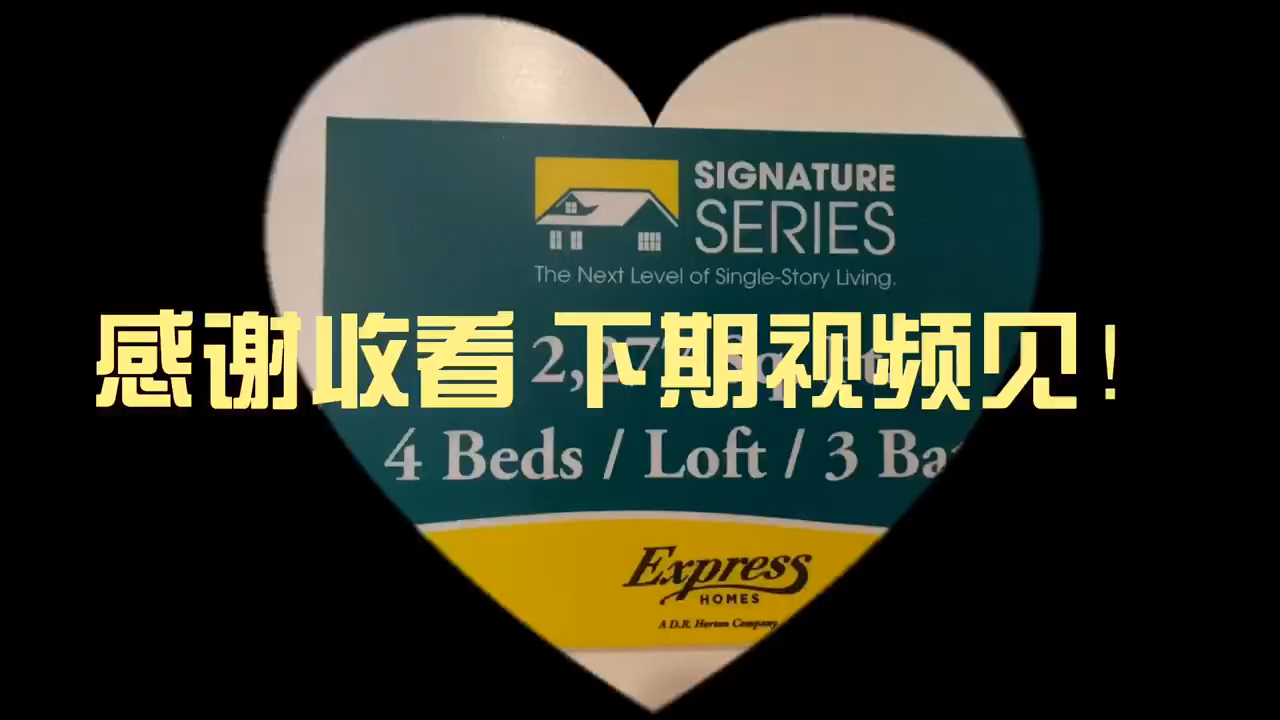 SIGNATURE
SERIES
The Next Level of Single-Story Living.
感谢收看 下期视频见!
4 Beds / Loft / 3
Express
HOMES
A D.R. Horton Company